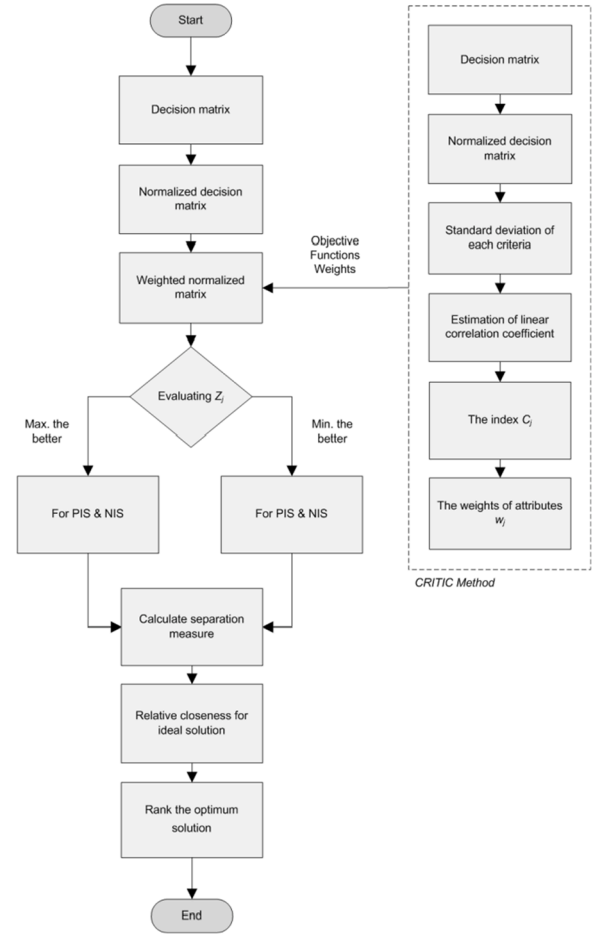 Start
Decision matrix
Normalized decision
matrix
Weighted normalized
matrix
Evaluating Zj
Max. the
better
Min. the
better
For PIS & NIS
For PIS & NIS
Calculate separation
measure
Relative closeness for
ideal solution
Rank the optimum
solution
End
Objective
Functions
Weights
Decision matrix
Normalized decision
matrix
Standard deviation of
each criteria
Estimation of linear
correlation coefficient
The index Cj
The weights of attributes
wj
CRITIC Method